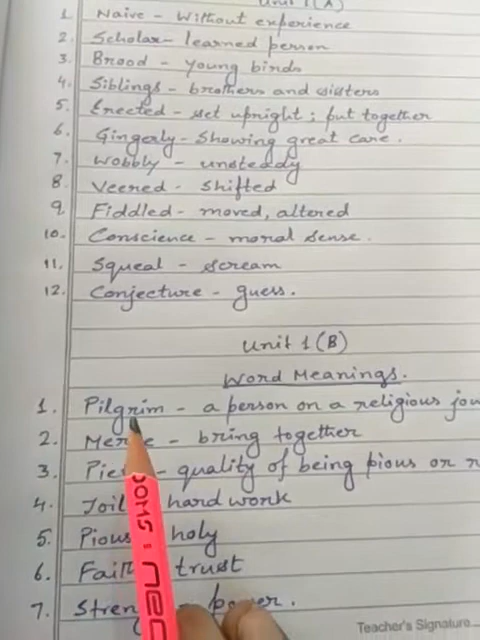 Unit 1(A)
1. Naive - Without experience
2. Scholar - learned person
3. Brood - young birds
4. Siblings - brothers and sisters
5. Erected - set upright ; put together
6. Gingerly - Showing great care.
7. Wobbly - unsteady
8. Veered - shifted
9. Fiddled - moved, altered
10. Conscience - moral sense.
11. Squeal - scream
12. Conjecture - guess.
Unit 1(B)
Word Meanings.
1. Pilgrim - a person on a religious jou
2. - bring together
3. - quality of being pious or
4. Toil hard work
5. Pious holy
6. Faith trust
7. power.
Teacher's Signature